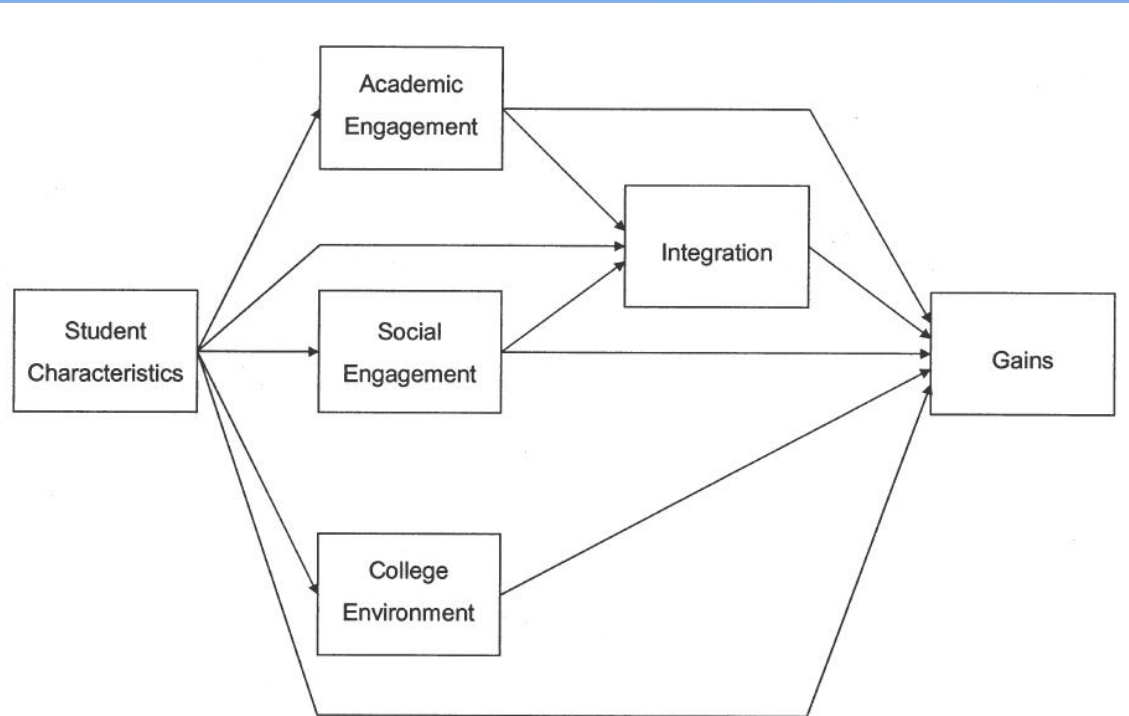 Academic
Engagement
Integration
Student
Characteristics
Social
Engagement
Gains
College
Environment